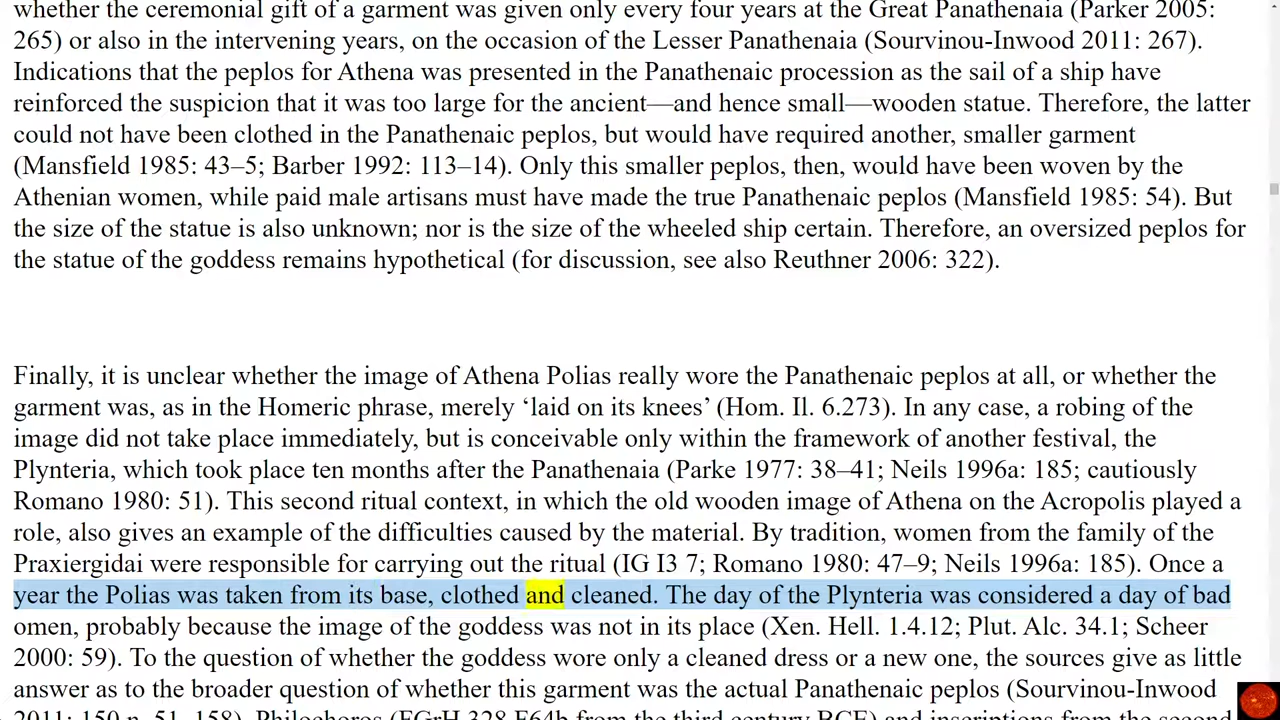 whether the ceremonial gift of a garment was given only every four years at the Great Panathenaia (Parker 2005:
265) or also in the intervening years, on the occasion of the Lesser Panathenaia (Sourvinou-Inwood 2011: 267).
Indications that the peplos for Athena was presented in the Panathenaic procession as the sail of a ship have
reinforced the suspicion that it was too large for the ancient—and hence small—wooden statue. Therefore, the latter
could not have been clothed in the Panathenaic peplos, but would have required another, smaller garment
(Mansfield 1985: 43–5; Barber 1992: 113–14). Only this smaller peplos, then, would have been woven by the
Athenian women, while paid male artisans must have made the true Panathenaic peplos (Mansfield 1985: 54). But
the size of the statue is also unknown; nor is the size of the wheeled ship certain. Therefore, an oversized peplos for
the statue of the goddess remains hypothetical (for discussion, see also Reuthner 2006: 322).
Finally, it is unclear whether the image of Athena Polias really wore the Panathenaic peplos at all, or whether the
garment was, as in the Homeric phrase, merely ‘laid on its knees’ (Hom. Il. 6.273). In any case, a robing of the
image did not take place immediately, but is conceivable only within the framework of another festival, the
Plynteria, which took place ten months after the Panathenaia (Parke 1977: 38–41; Neils 1996a: 185; cautiously
Romano 1980: 51). This second ritual context, in which the old wooden image of Athena on the Acropolis played a
role, also gives an example of the difficulties caused by the material. By tradition, women from the family of the
Praxiergidai were responsible for carrying out the ritual (IG I3 7; Romano 1980: 47–9; Neils 1996a: 185). Once a
year the Polias was taken from its base, clothed and cleaned. The day of the Plynteria was considered a day of bad
omen, probably because the image of the goddess was not in its place (Xen. Hell. 1.4.12; Plut. Alc. 34.1; Scheer
2000: 59). To the question of whether the goddess wore only a cleaned dress or a new one, the sources give as little
answer as to the broader question of whether this garment was the actual Panathenaic peplos (Sourvinou-Inwood
2011: 150 n. 51, 158). Philochoros (FGrH 328 F64b from the third century BCE) and inscriptions from the second